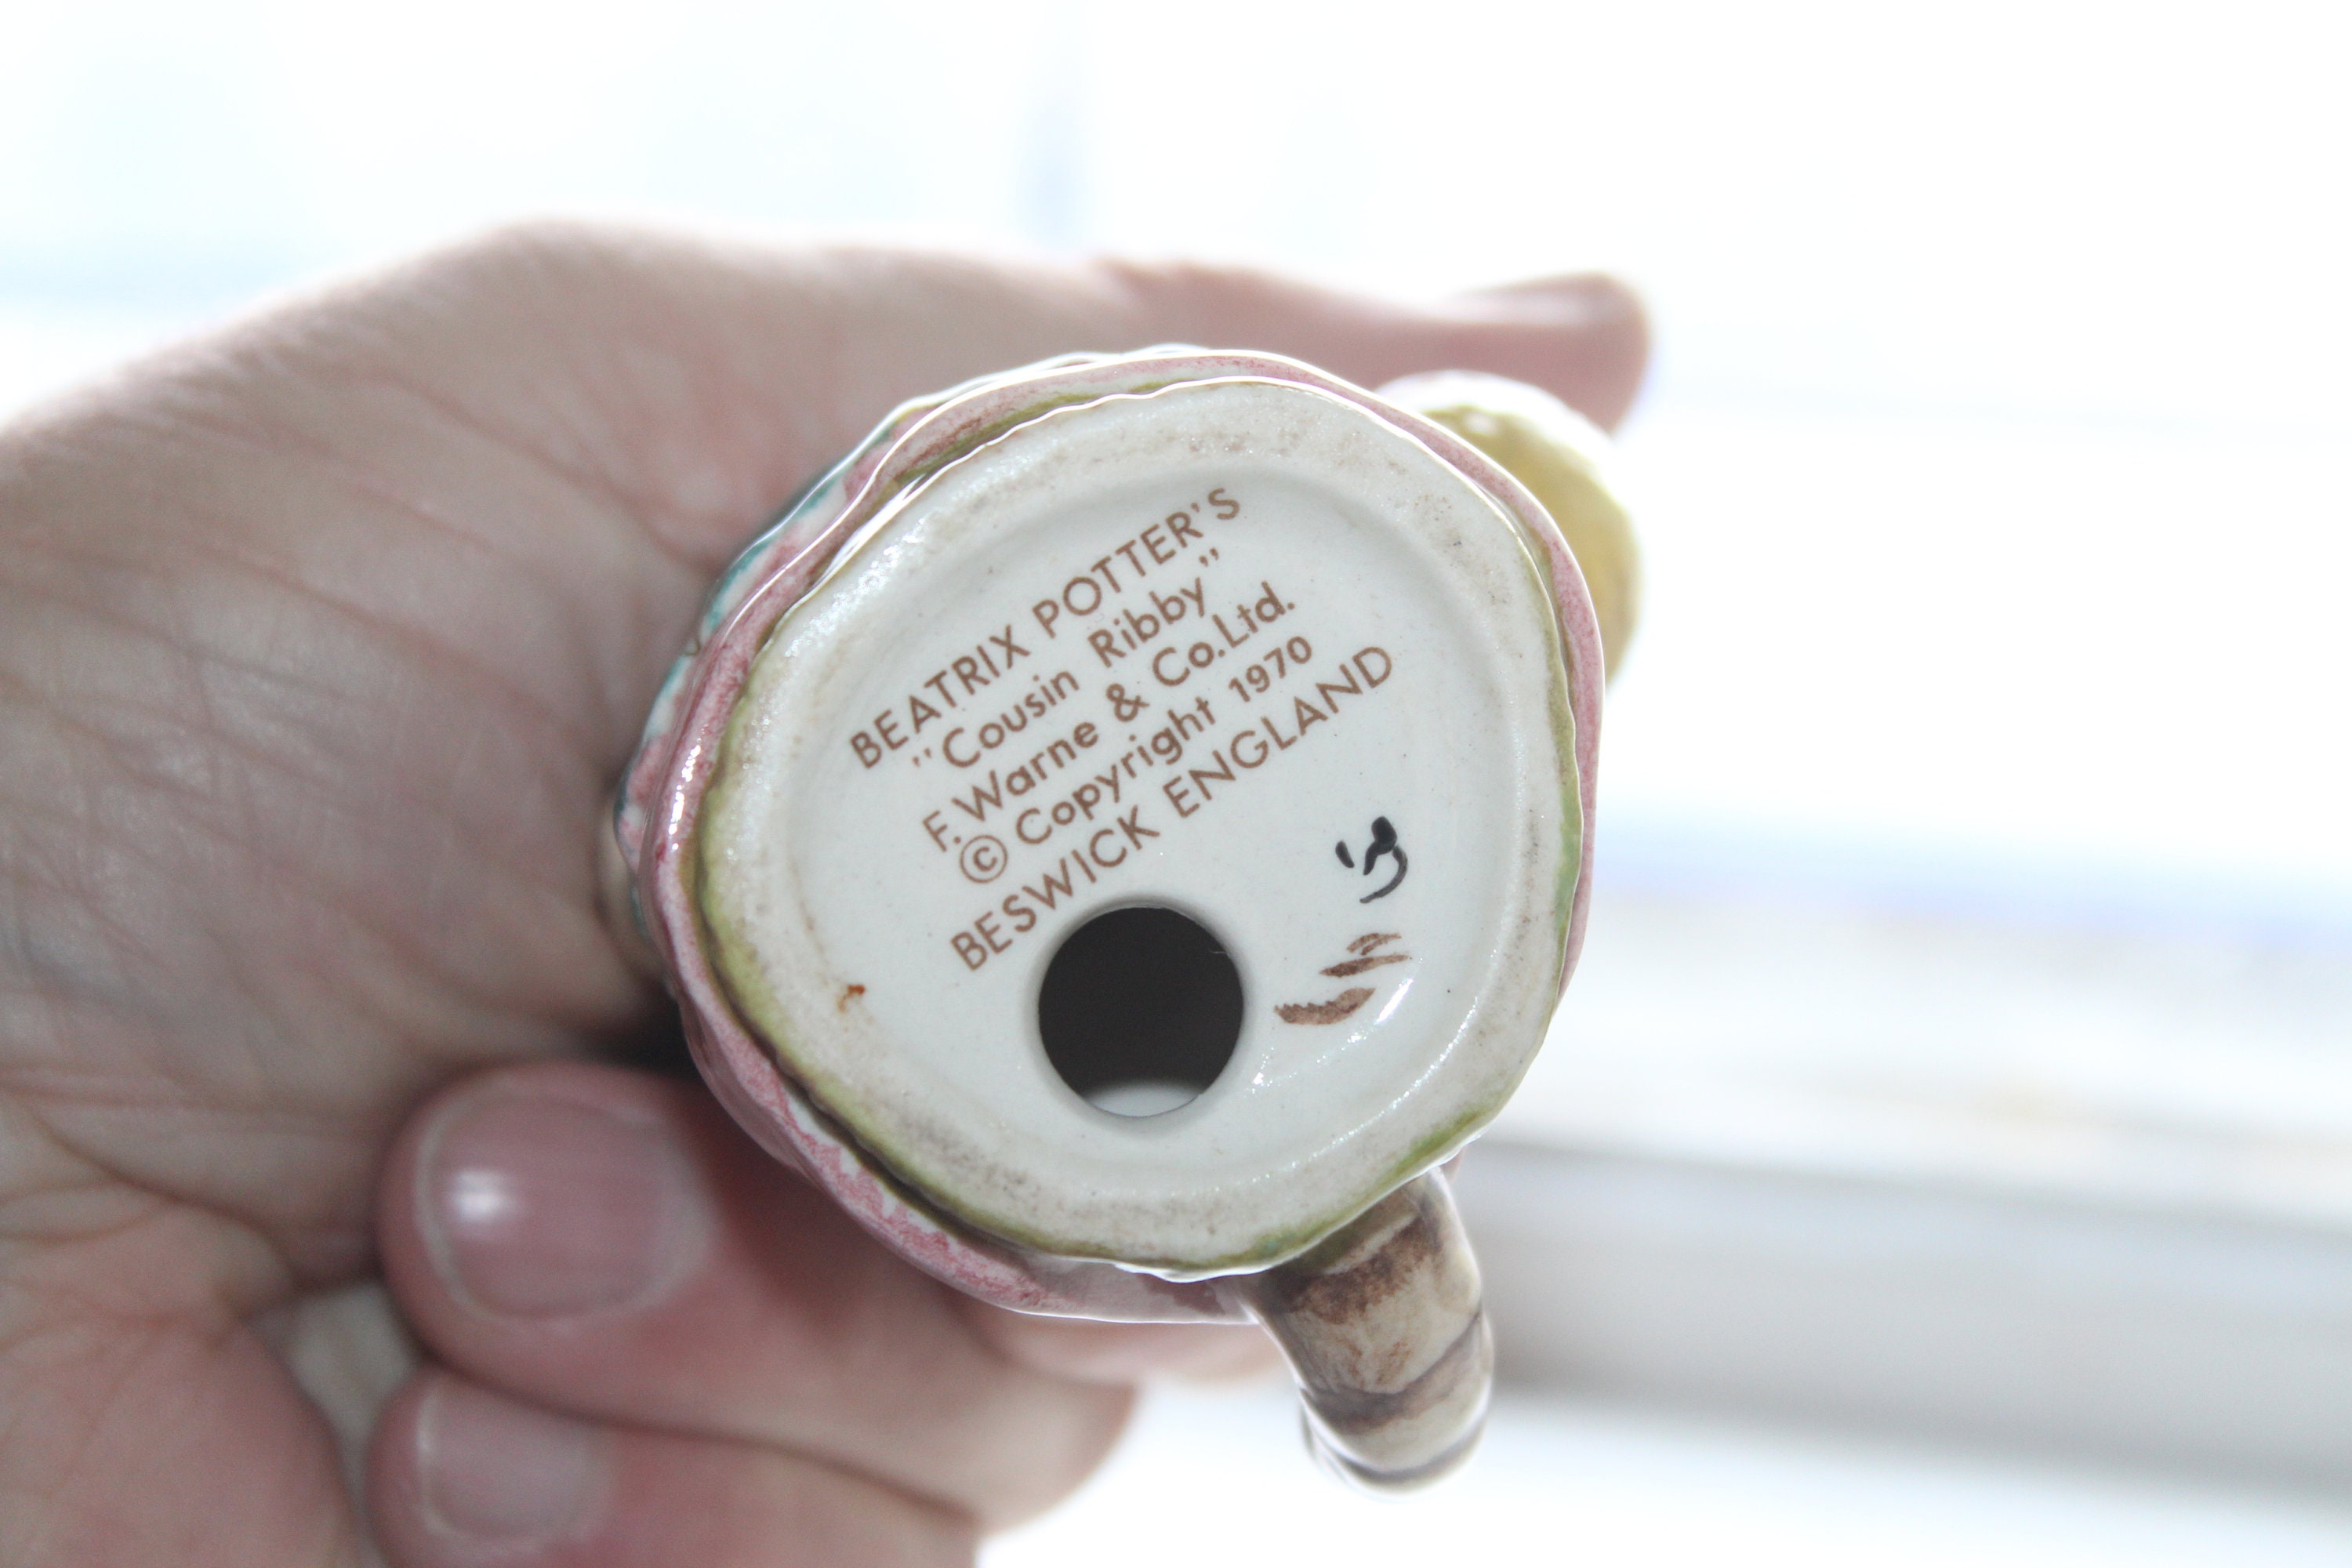 BEATRIX POTTER'S
"Cousin Ribby"
F. Warne & Co.Ltd.
© Copyright 1970
BESWICK ENGLAND